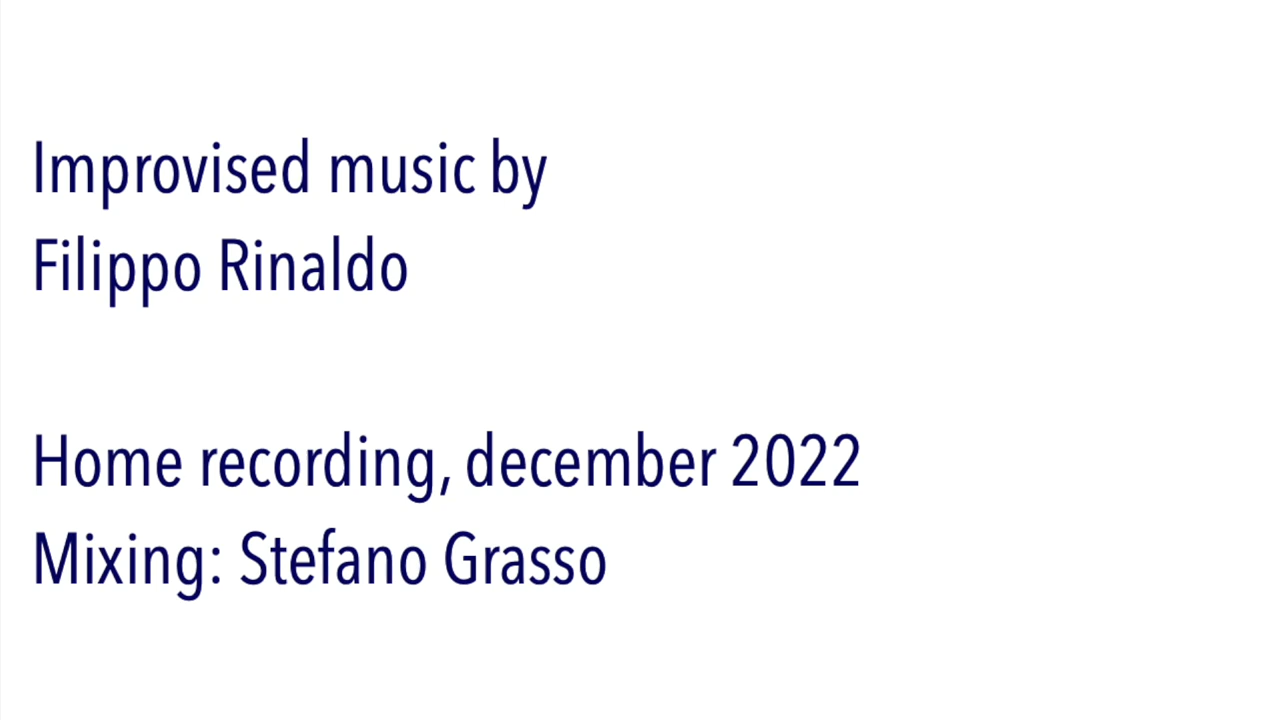 Improvised music by
Filippo Rinaldo
Home recording, december 2022
Mixing: Stefano Grasso